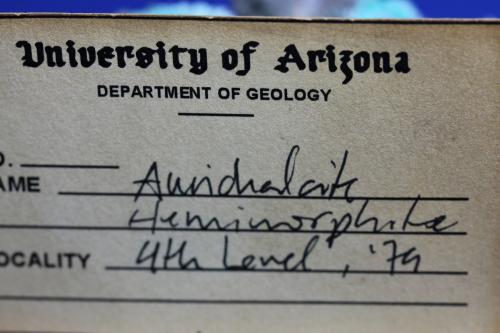 University of Arizona
DEPARTMENT OF GEOLOGY
O.
AME Aurichalcite
Hemimorphite
OCALITY 4th Level, '79